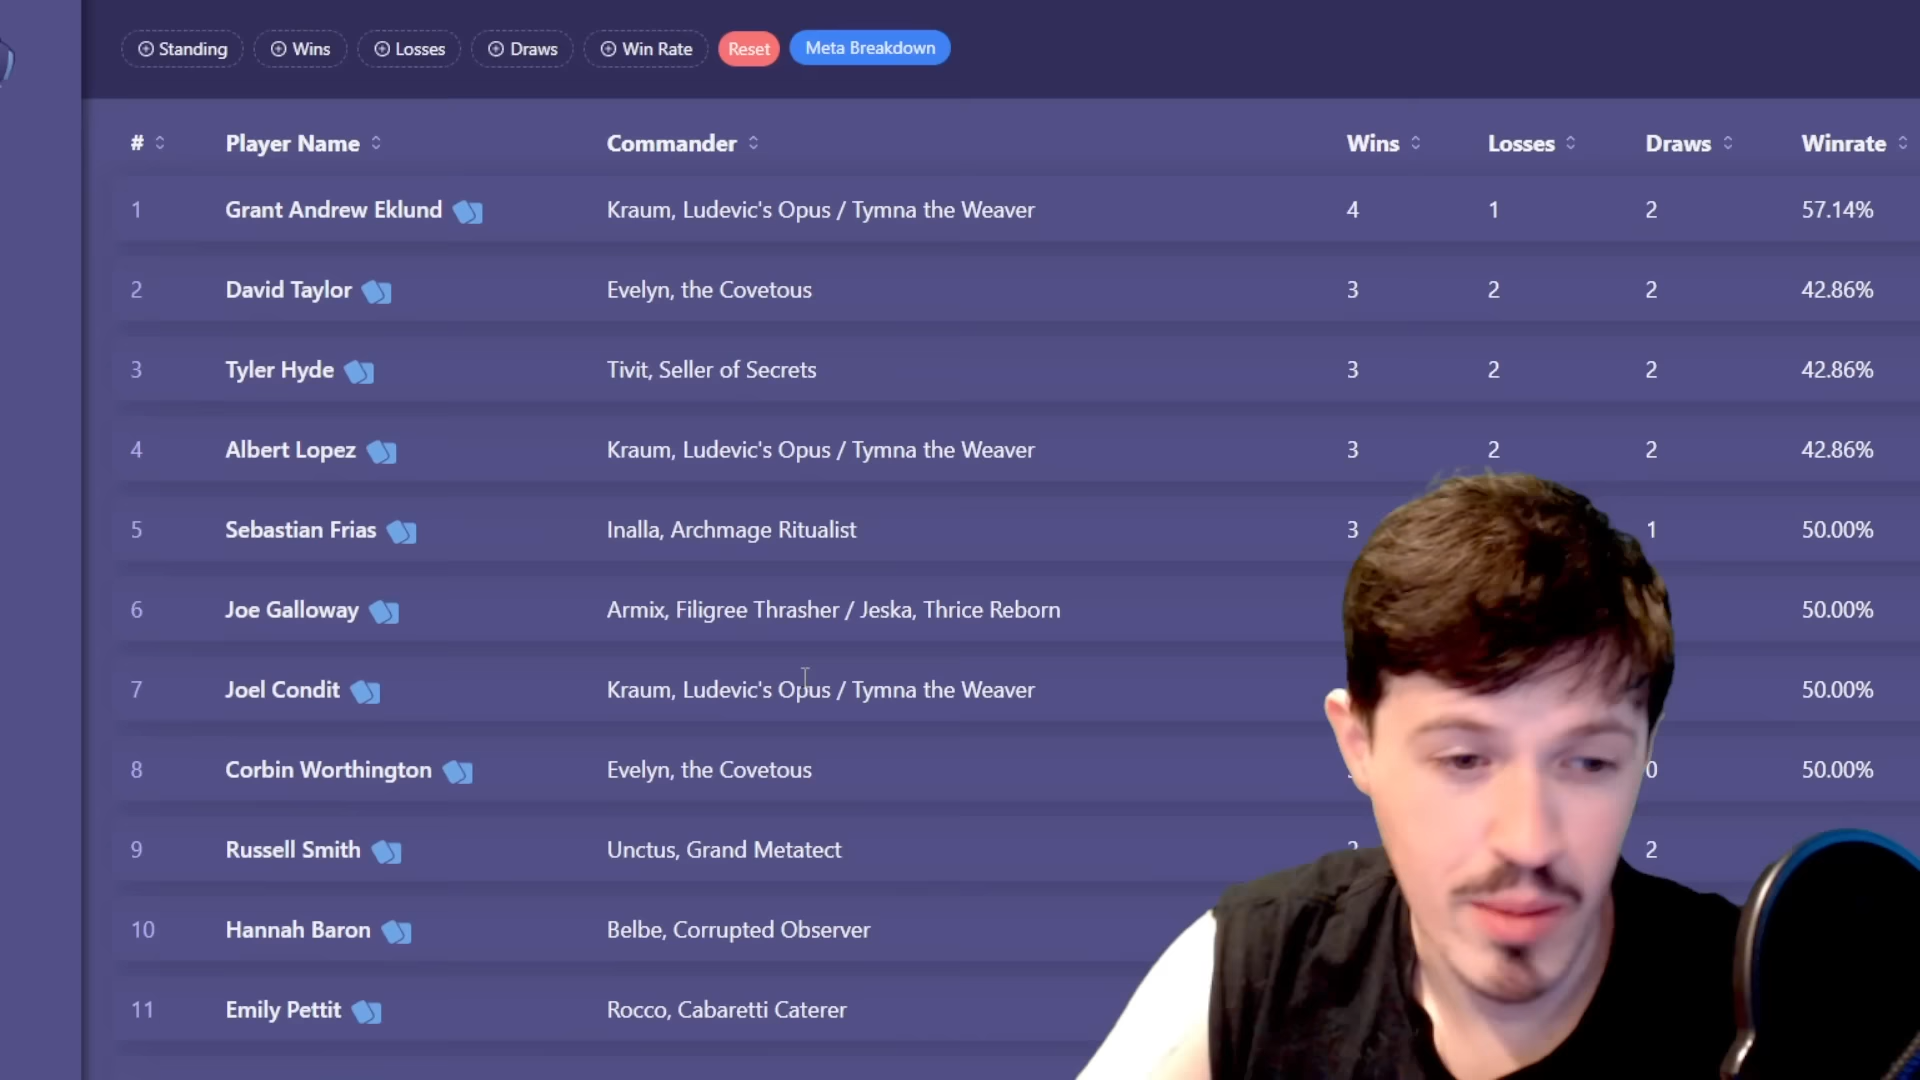 Standing Wins Losses Draws Win Rate Reset Meta Breakdown
# Player Name Commander Wins Losses Draws Winrate
1 Grant Andrew Eklund Kraum, Ludevic's Opus / Tymna the Weaver 4 1 2 57.14%
2 David Taylor Evelyn, the Covetous 3 2 2 42.86%
3 Tyler Hyde Tivit, Seller of Secrets 3 2 2 42.86%
4 Albert Lopez Kraum, Ludevic's Opus / Tymna the Weaver 3 2 2 42.86%
5 Sebastian Frias Inalla, Archmage Ritualist 3 1 50.00%
6 Joe Galloway Armix, Filigree Thrasher / Jeska, Thrice Reborn 50.00%
7 Joel Condit Kraum, Ludevic's Opus / Tymna the Weaver 50.00%
8 Corbin Worthington Evelyn, the Covetous 0 50.00%
9 Russell Smith Unctus, Grand Metatect 2
10 Hannah Baron Belbe, Corrupted Observer
11 Emily Pettit Rocco, Cabaretti Caterer